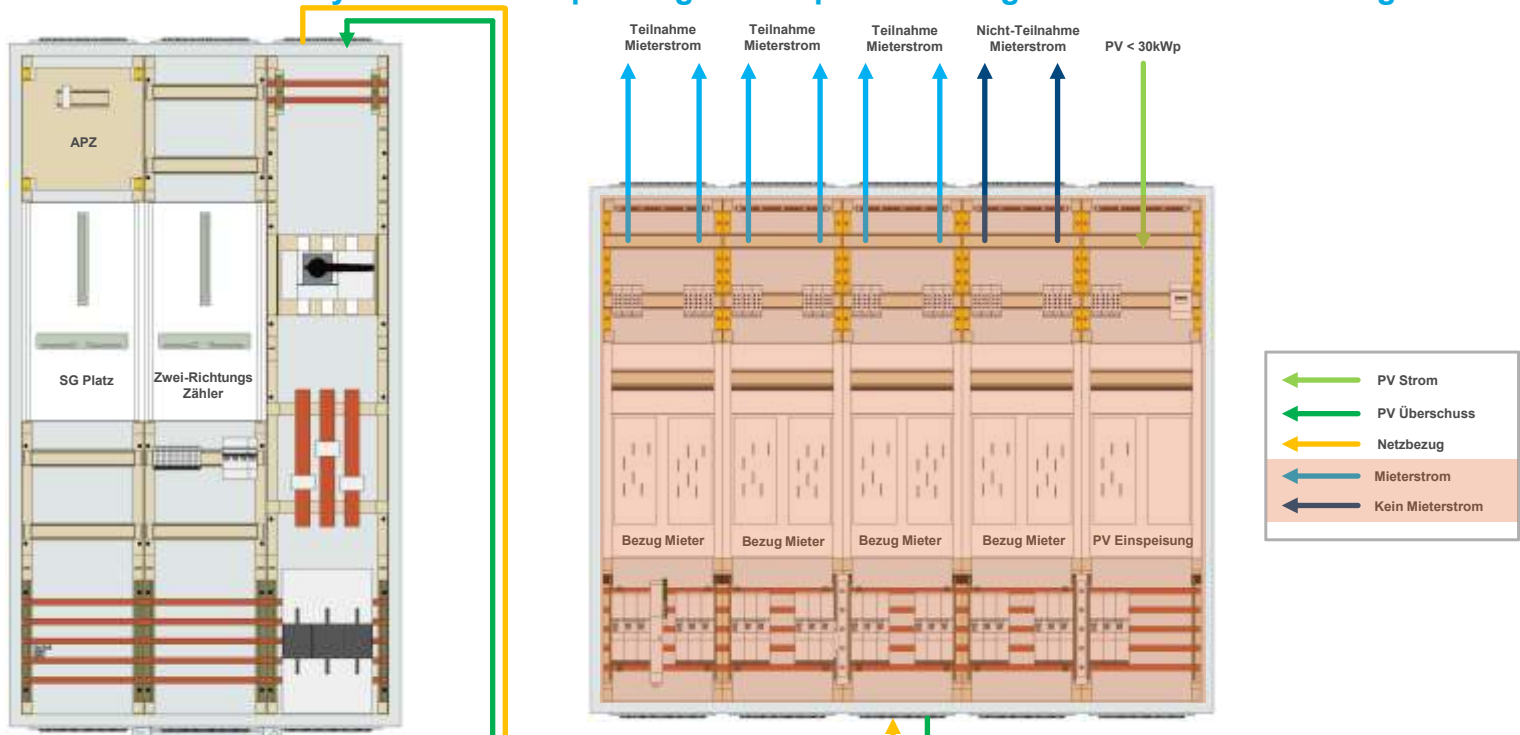 Teilnahme
Mieterstrom
Teilnahme
Mieterstrom
Teilnahme
Mieterstrom
Nicht-Teilnahme
Mieterstrom
PV < 30kWp
APZ
SG Platz
Zwei-Richtungs
Zähler
Bezug Mieter
Bezug Mieter
Bezug Mieter
Bezug Mieter
PV Einspeisung
PV Strom
PV Überschuss
Netzbezug
Mieterstrom
Kein Mieterstrom